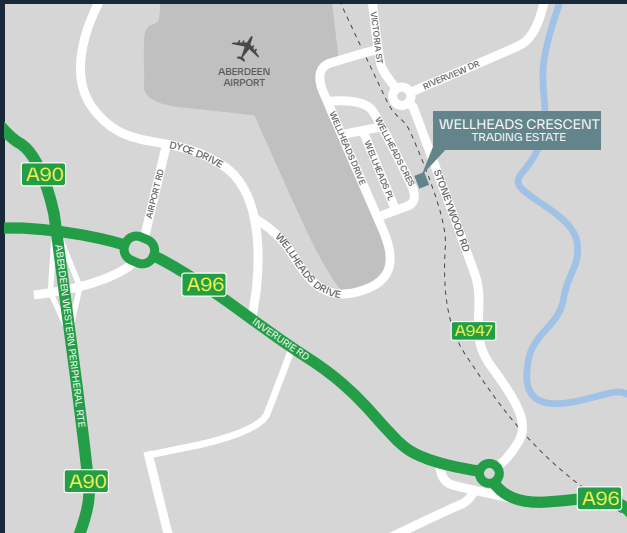 VICTORIA ST
ABERDEEN
AIRPORT
RIVERVIEW DR
WELLHEADS CRESCENT
TRADING ESTATE
WELLHEADS DRIVE
WELLHEADS PL
WELLHEADS CRES
DYCE DRIVE
A90
AIRPORT RD
STONEYWOOD RD
WELLHEADS DRIVE
A96
ABERDEEN WESTERN PERIPHERAL RTE
INVERURIE RD
A947
A90
A96